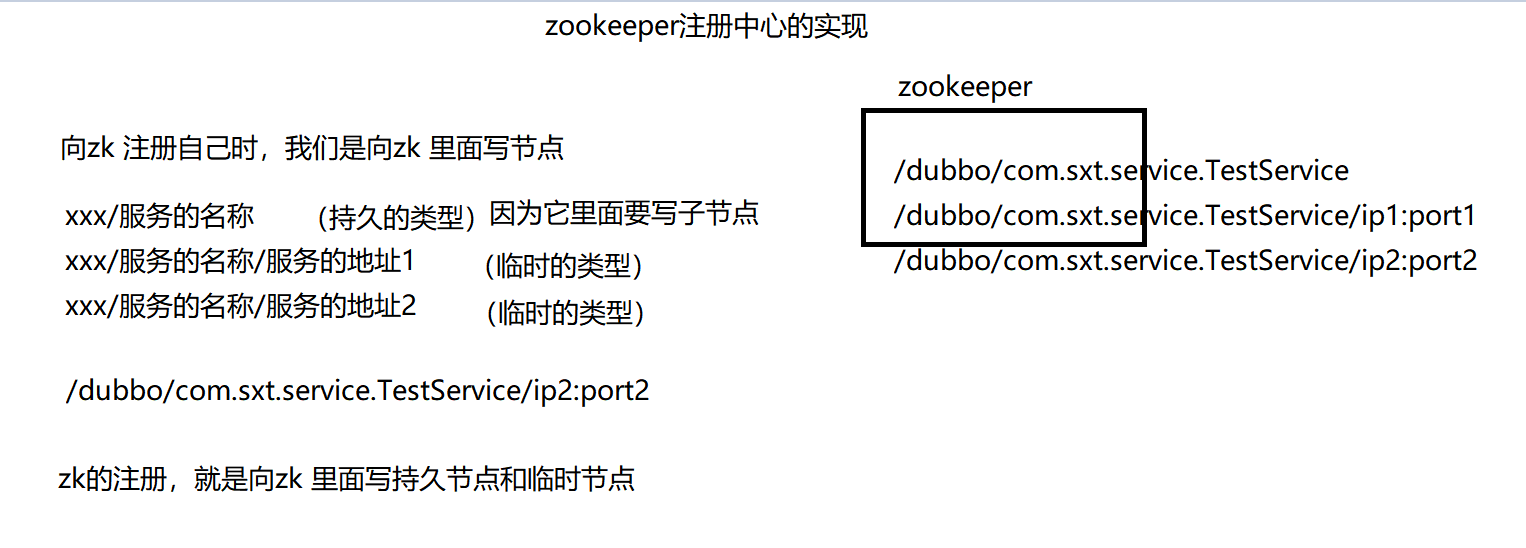 zookeeper注册中心的实现
zookeeper
向zk 注册自己时，我们是向zk 里面写节点
/dubbo/com.sxt.service.TestService
xxx/服务的名称 （持久的类型）因为它里面要写子节点
/dubbo/com.sxt.service.TestService/ip1:port1
xxx/服务的名称/服务的地址1 （临时的类型）
/dubbo/com.sxt.service.TestService/ip2:port2
xxx/服务的名称/服务的地址2 （临时的类型）
/dubbo/com.sxt.service.TestService/ip2:port2
zk的注册，就是向zk 里面写持久节点和临时节点